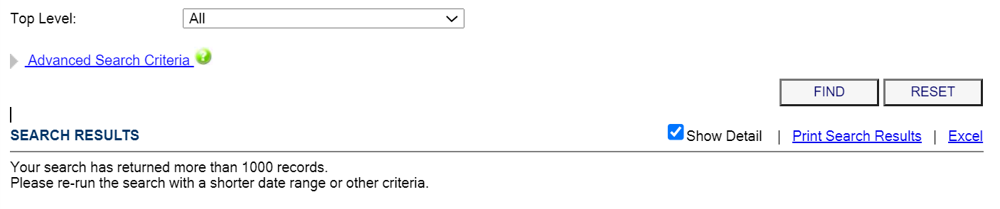 Top Level: All
Advanced Search Criteria ?
FIND RESET
SEARCH RESULTS Show Detail | Print Search Results | Excel
Your search has returned more than 1000 records.
Please re-run the search with a shorter date range or other criteria.